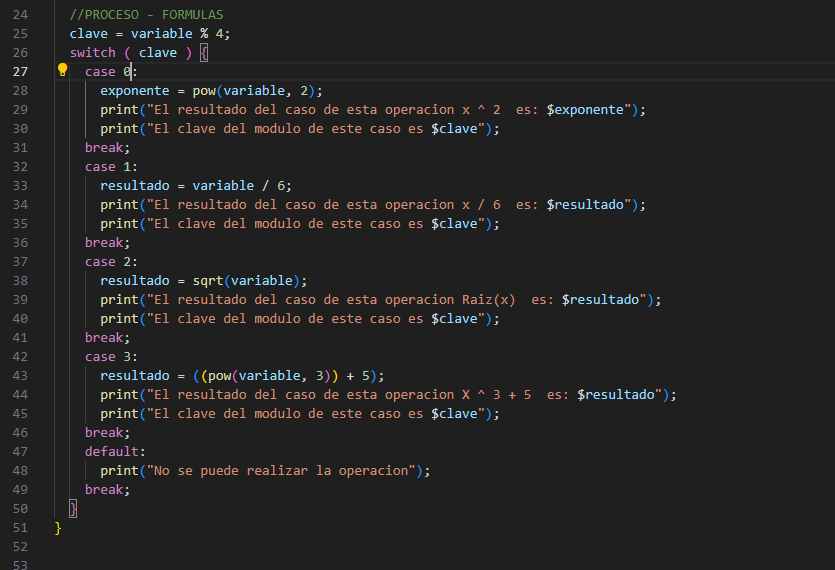 24 //PROCESO - FORMULAS
25 clave = variable % 4;
26 switch ( clave ) {
27 case 0:
28 exponente = pow(variable, 2);
29 print("El resultado del caso de esta operacion x ^ 2  es: $exponente");
30 print("El clave del modulo de este caso es $clave");
31 break;
32 case 1:
33 resultado = variable / 6;
34 print("El resultado del caso de esta operacion x / 6  es: $resultado");
35 print("El clave del modulo de este caso es $clave");
36 break;
37 case 2:
38 resultado = sqrt(variable);
39 print("El resultado del caso de esta operacion Raiz(x)  es: $resultado");
40 print("El clave del modulo de este caso es $clave");
41 break;
42 case 3:
43 resultado = ((pow(variable, 3)) + 5);
44 print("El resultado del caso de esta operacion X ^ 3 + 5  es: $resultado");
45 print("El clave del modulo de este caso es $clave");
46 break;
47 default:
48 print("No se puede realizar la operacion");
49 break;
50 }
51 }
52
53